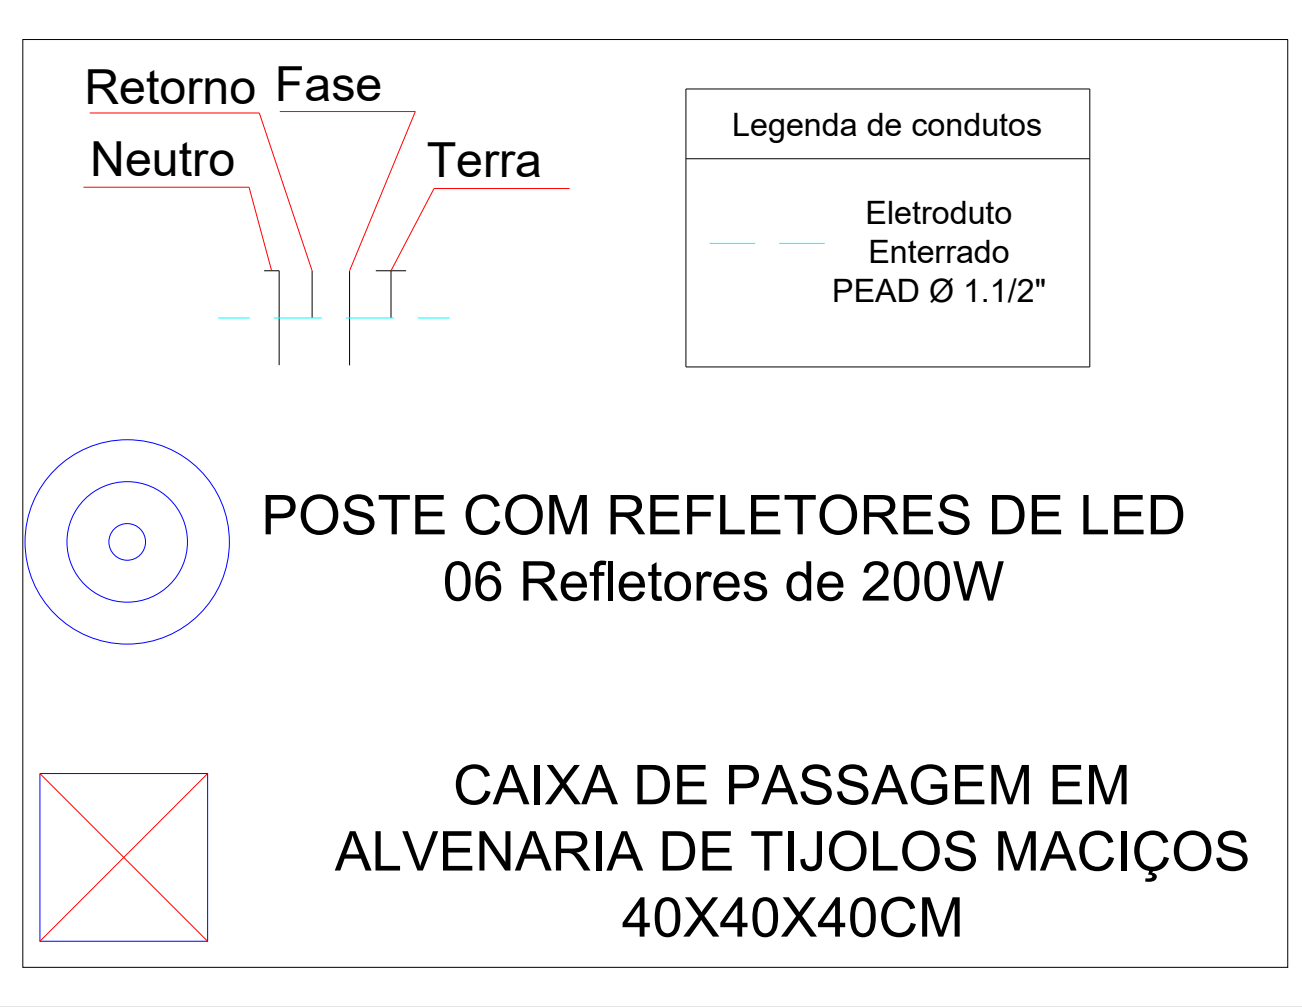 Retorno Fase
Neutro Terra
Legenda de condutos
Eletroduto
Enterrado
PEAD Ø 1.1/2"
POSTE COM REFLETORES DE LED
06 Refletores de 200W
CAIXA DE PASSAGEM EM
ALVENARIA DE TIJOLOS MACIÇOS
40X40X40CM